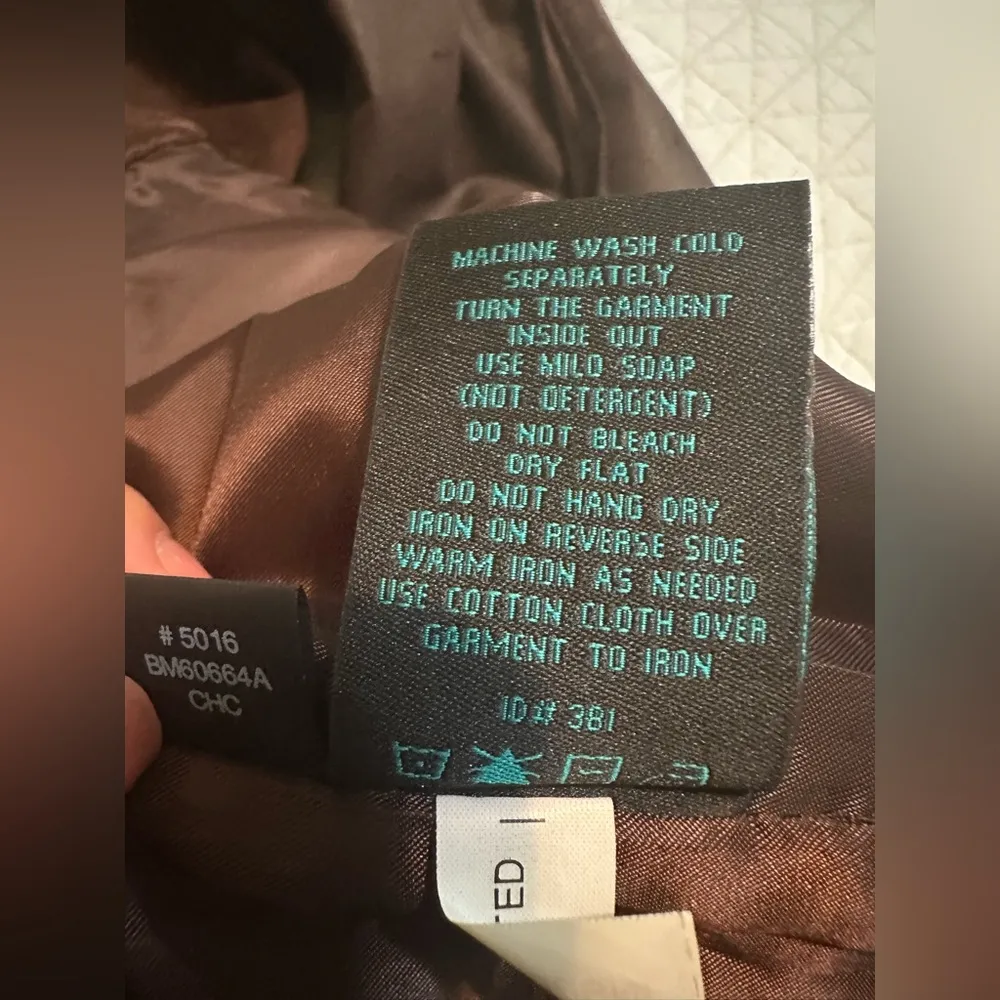 MACHINE WASH COLD
SEPARATELY
TURN THE GARMENT
INSIDE OUT
USE MILD SOAP
(NOT DETERGENT)
DO NOT BLEACH
DRY FLAT
DO NOT HANG DRY
IRON ON REVERSE SIDE
WARM IRON AS NEEDED
USE COTTON CLOTH OVER
GARMENT TO IRON
ID# 381
# 5016
BM60664A
CHC
TED |